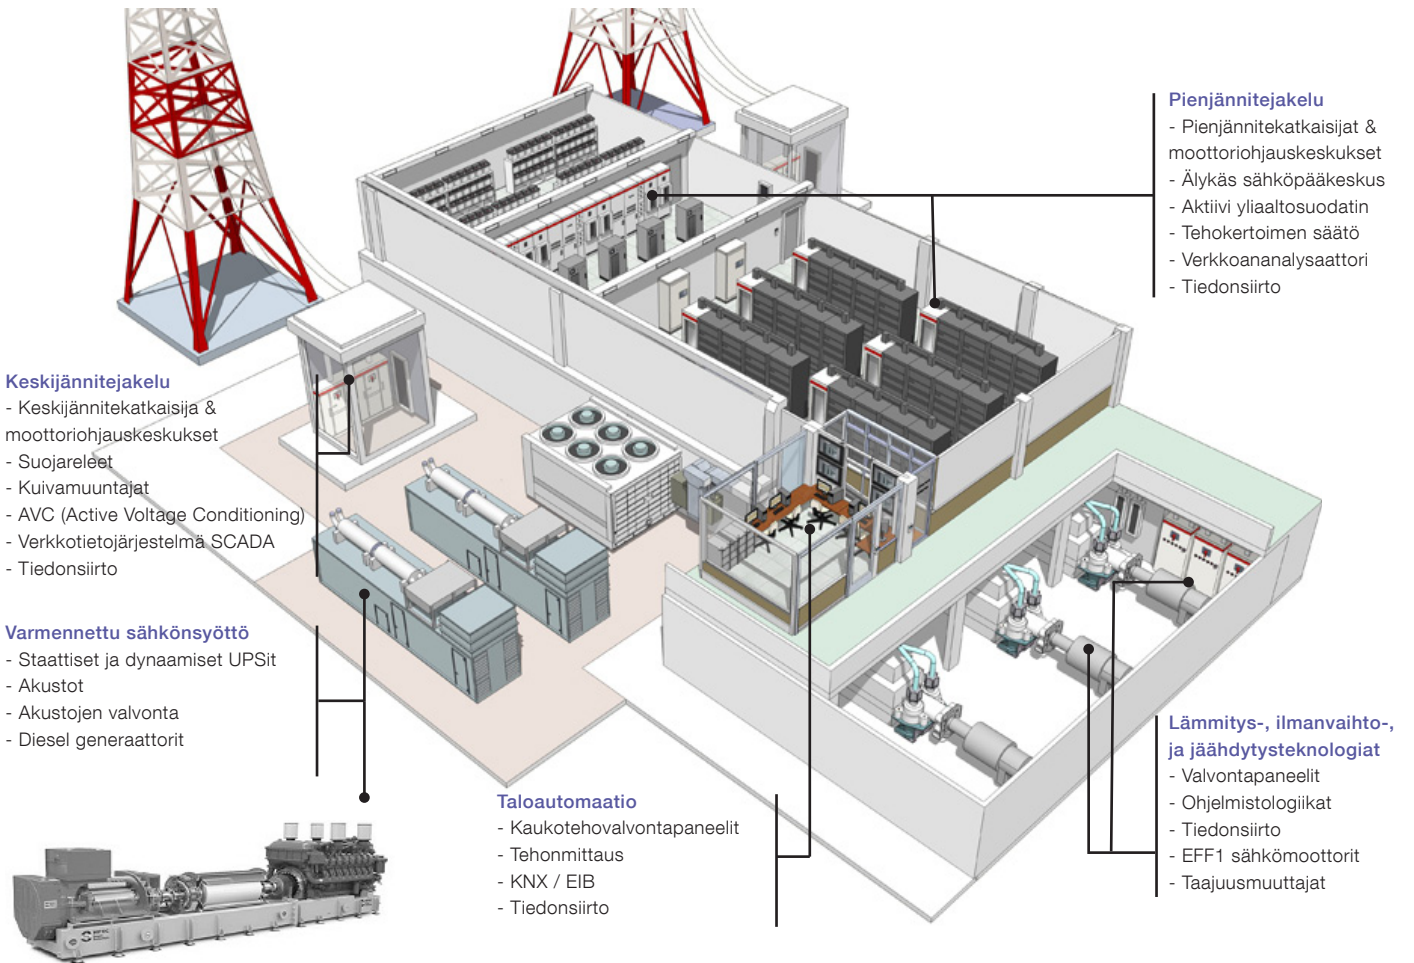 Pienjännitejakelu
- Pienjännitekatkaisijat &
moottoriohjauskeskukset
- Älykäs sähköpääkeskus
- Aktiivi yliaaltosuodatin
- Tehokertoimen säätö
- Verkkoananalysaattori
- Tiedonsiirto
Keskijännitejakelu
- Keskijännitekatkaisija &
moottoriohjauskeskukset
- Suojareleet
- Kuivamuuntajat
- AVC (Active Voltage Conditioning)
- Verkkotietojärjestelmä SCADA
- Tiedonsiirto
Varmennettu sähkönsyöttö
- Staattiset ja dynaamiset UPSit
- Akustot
- Akustojen valvonta
- Diesel generaattorit
Taloautomaatio
- Kaukotehovalvontapaneelit
- Tehonmittaus
- KNX / EIB
- Tiedonsiirto
Lämmitys-, ilmanvaihto-,
ja jäähdytysteknologiat
- Valvontapaneelit
- Ohjelmistologiikat
- Tiedonsiirto
- EFF1 sähkömoottorit
- Taajuusmuuttajat